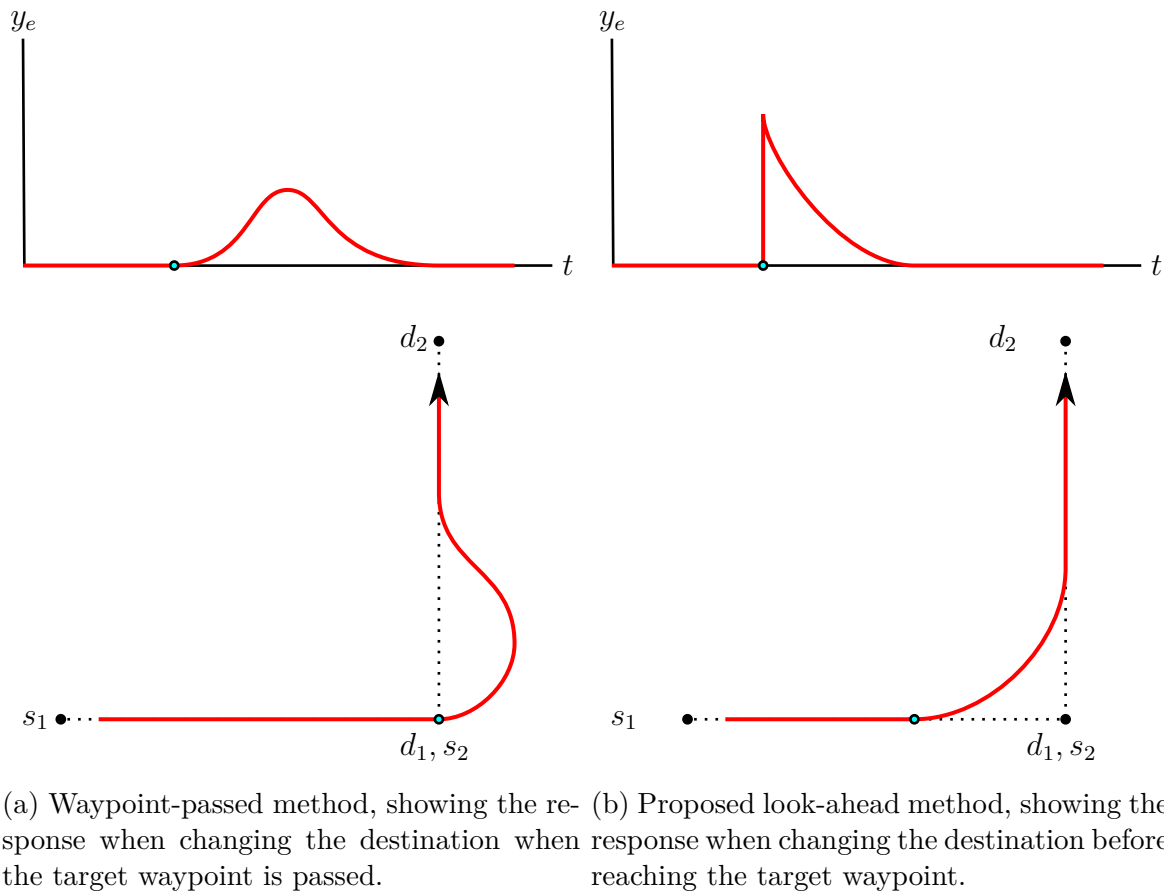 y_e
t
y_e
t
d_2
s_1
d_1, s_2
d_2
s_1
d_1, s_2
(a) Waypoint-passed method, showing the re-
sponse when changing the destination when
the target waypoint is passed.
(b) Proposed look-ahead method, showing the
response when changing the destination before
reaching the target waypoint.